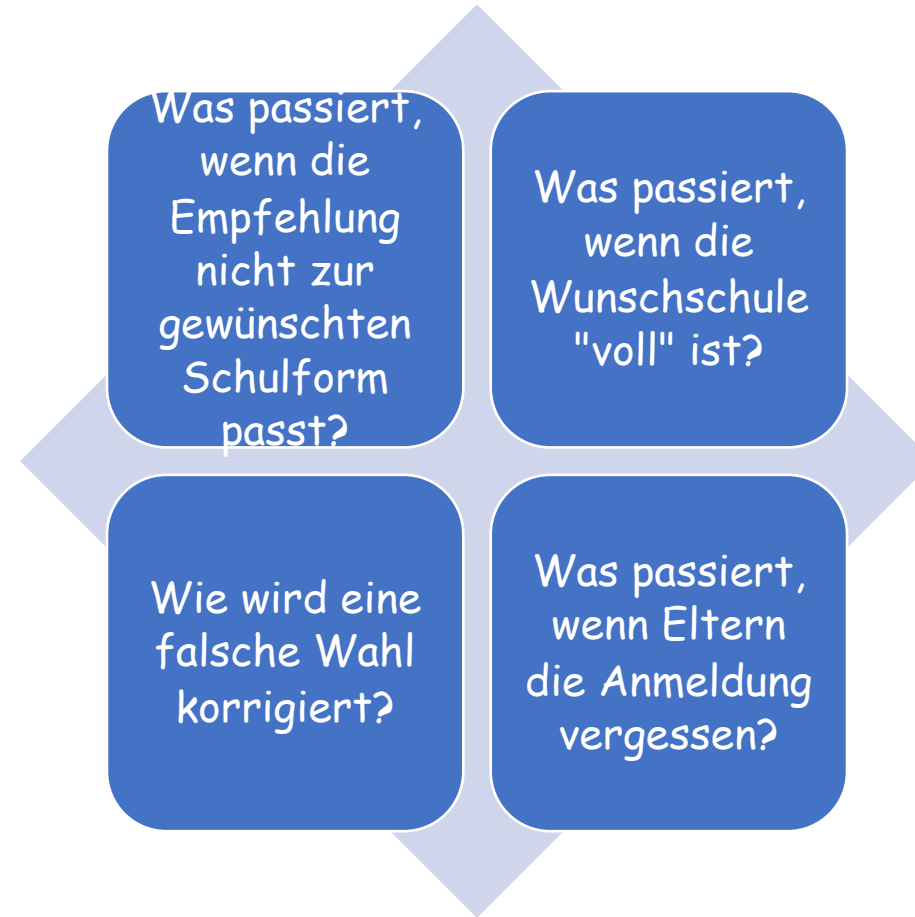 Was passiert,
wenn die
Empfehlung
nicht zur
gewünschten
Schulform
passt?
Was passiert,
wenn die
Wunschschule
"voll" ist?
Wie wird eine
falsche Wahl
korrigiert?
Was passiert,
wenn Eltern
die Anmeldung
vergessen?